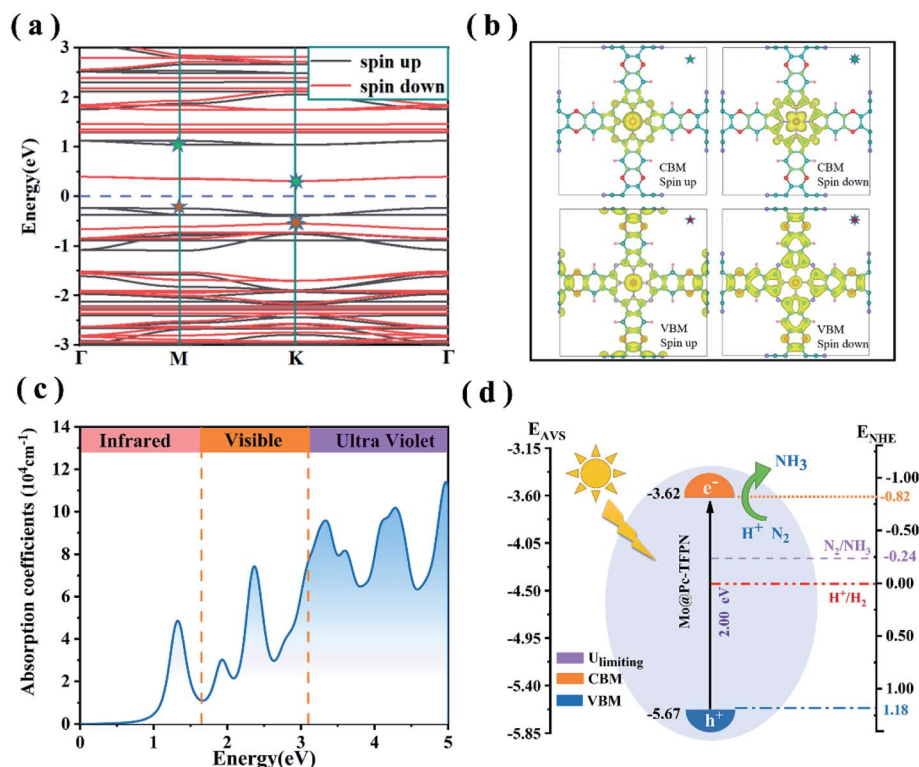 (a)
3
2
1
0
-1
-2
-3
Energy(eV)
Γ
M
K
Γ
spin up
spin down
(b)
CBM
Spin up
CBM
Spin down
VBM
Spin up
VBM
Spin down
(c)
14
12
10
8
6
4
2
0
Absorption coefficients (10⁴cm⁻¹)
Infrared
Visible
Ultra Violet
0
1
2
3
4
5
Energy(eV)
(d)
E_AVS
-3.15
-3.60
-4.05
-4.50
-4.95
-5.40
-5.85
E_NHE
-1.00
-0.82
-0.50
-0.24
0.00
0.50
1.00
1.18
-3.62
e⁻
NH₃
H⁺ N₂
N₂/NH₃
H⁺/H₂
Mo@Pc-TFPN
2.00 eV
U_limiting
CBM
VBM
-5.67
h⁺